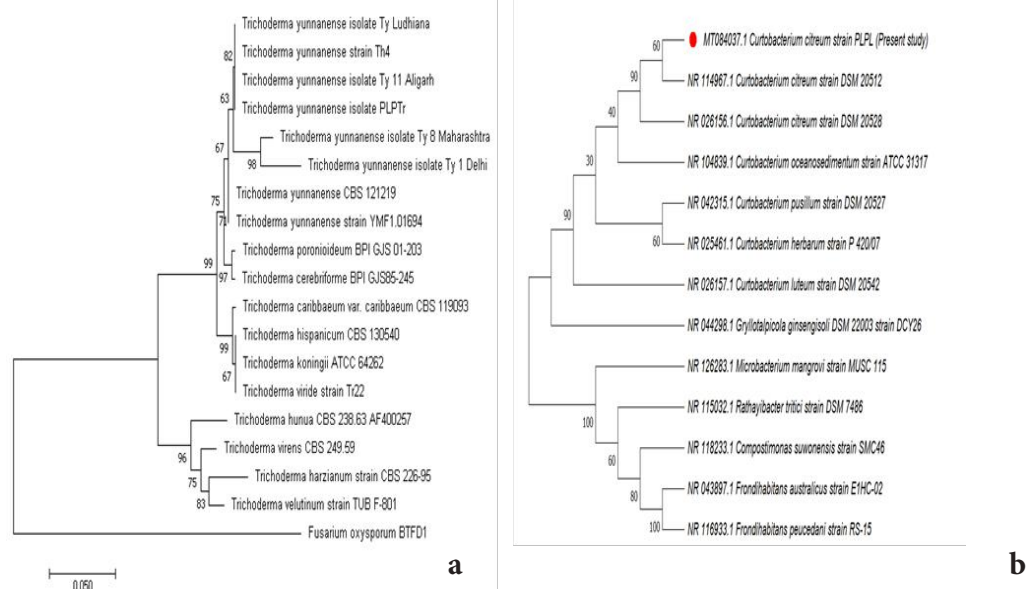 Trichoderma yunnanense isolate Ty Ludhiana
82
Trichoderma yunnanense strain Th4
Trichoderma yunnanense isolate Ty 11 Aligarh
63
Trichoderma yunnanense isolate PLPTr
Trichoderma yunnanense isolate Ty 8 Maharashtra
67
98
Trichoderma yunnanense isolate Ty 1 Delhi
Trichoderma yunnanense CBS 121219
75
71
Trichoderma yunnanense strain YMF1.01694
Trichoderma poronioideum BPI GJS 01-203
99
97
Trichoderma cerebriforme BPI GJS85-245
Trichoderma caribbaeum var. caribbaeum CBS 119093
Trichoderma hispanicum CBS 130540
99
Trichoderma koningii ATCC 64262
67
Trichoderma viride strain Tr22
Trichoderma hunua CBS 238.63 AF400257
96
Trichoderma virens CBS 249.59
75
Trichoderma harzianum strain CBS 226-95
83
Trichoderma velutinum strain TUB F-801
Fusarium oxysporum BTFD1
0.050
a
60
MT084037.1 Curtobacterium citreum strain PLPL (Present study)
90
NR 114967.1 Curtobacterium citreum strain DSM 20512
40
NR 026156.1 Curtobacterium citreum strain DSM 20528
30
NR 104839.1 Curtobacterium oceanosedimentum strain ATCC 31317
NR 042315.1 Curtobacterium pusillum strain DSM 20527
90
60
NR 025461.1 Curtobacterium herbarum strain P 420/07
NR 026157.1 Curtobacterium luteum strain DSM 20542
NR 044298.1 Gryllotalpicola ginsengisoli DSM 22003 strain DCY26
NR 126283.1 Microbacterium mangrovi strain MUSC 115
100
NR 115032.1 Rathayibacter tritici strain DSM 7486
60
NR 118233.1 Compostimonas suwonensis strain SMC46
80
NR 043897.1 Frondihabitans australicus strain E1HC-02
100
NR 116933.1 Frondihabitans peucedani strain RS-15
b